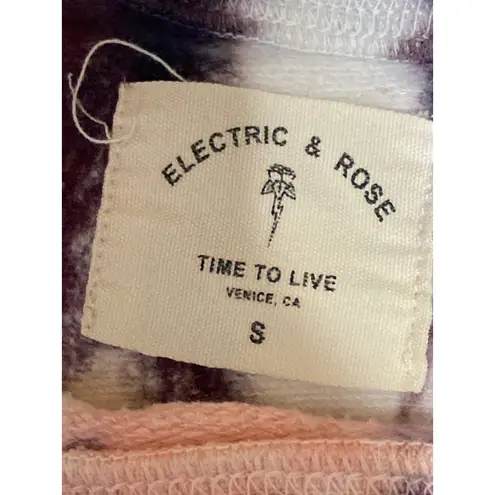 ELECTRIC & ROSE
TIME TO LIVE
VENICE, CA
S